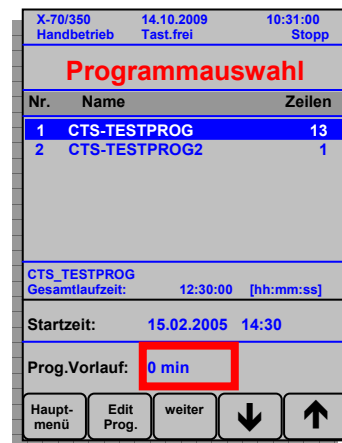 X-70/350 14.10.2009 10:31:00
Handbetrieb Tast.frei Stopp
Programmauswahl
Nr. Name Zeilen
1 CTS-TESTPROG 13
2 CTS-TESTPROG2 1
CTS_TESTPROG
Gesamtlaufzeit: 12:30:00 [hh:mm:ss]
Startzeit: 15.02.2005 14:30
Prog.Vorlauf: 0 min
Haupt- Edit weiter
menü Prog.